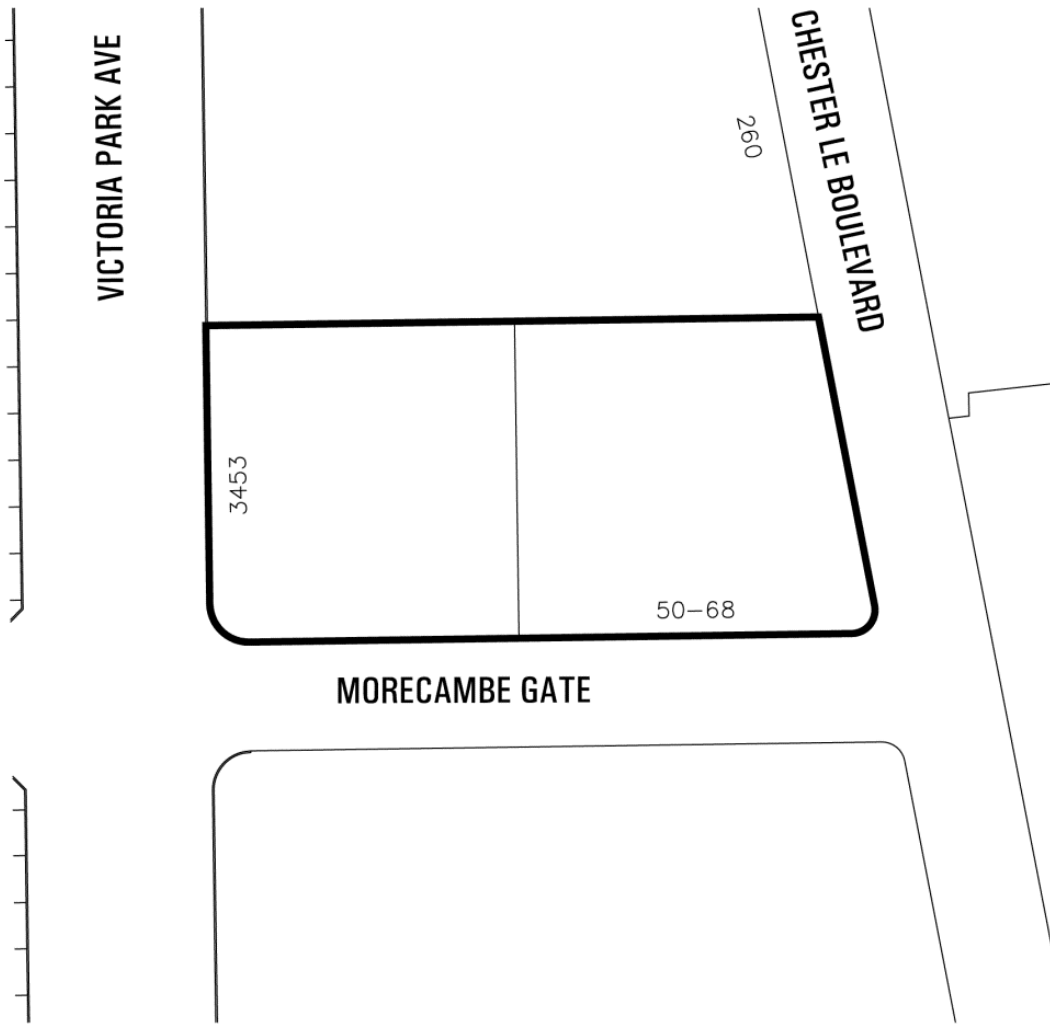 VICTORIA PARK AVE
CHESTER LE BOULEVARD
260
3453
50-68
MORECAMBE GATE